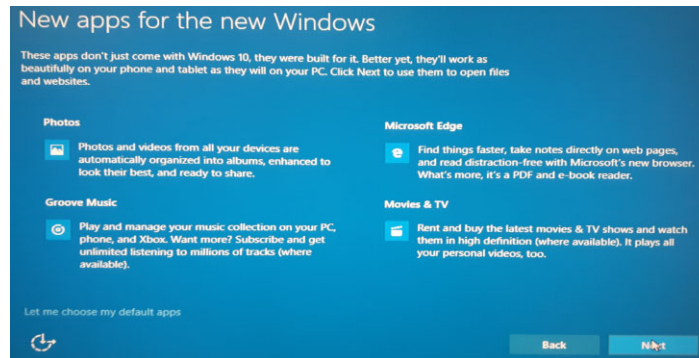 New apps for the new Windows
These apps don't just come with Windows 10, they were built for it. Better yet, they'll work as
beautifully on your phone and tablet as they will on your PC. Click Next to use them to open files
and websites.
Photos
Photos and videos from all your devices are
automatically organized into albums, enhanced to
look their best, and ready to share.
Microsoft Edge
Find things faster, take notes directly on web pages,
and read distraction-free with Microsoft's new browser.
What's more, it's a PDF and e-book reader.
Groove Music
Play and manage your music collection on your PC,
phone, and Xbox. Want more? Subscribe and get
unlimited listening to millions of tracks (where
available).
Movies & TV
Rent and buy the latest movies & TV shows and watch
them in high definition (where available). It plays all
your personal videos, too.
Let me choose my default apps
Back
Next